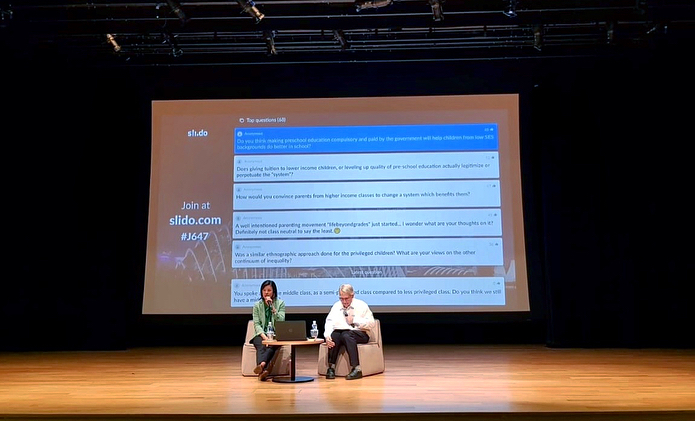 Top questions (68)
sli.do
Do you think making preschool education compulsory and paid by the government will help children from low SES
backgrounds do better in school?
Does giving tuition to lower income children, or leveling up quality of pre-school education actually legitimize or
perpetuate the "system"?
Join at
slido.com
#J647
How would you convince parents from higher income classes to change a system which benefits them?
A well intentioned parenting movement "lifebeyondgrades" just started... I wonder what are your thoughts on it?
Definitely not class neutral to say the least.
Was a similar ethnographic approach done for the privileged children? What are your views on the other
continuum of inequality?
Latest question
You spoke middle class, as a semi class compared to less privileged class. Do you think we still
have a